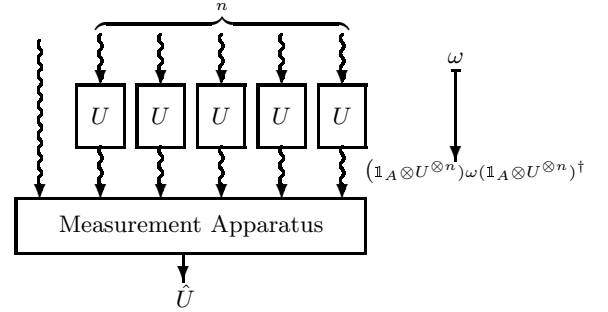 n
ω
U U U U U
(𝟙_A⊗U^{⊗n})ω(𝟙_A⊗U^{⊗n})^†
Measurement Apparatus
Û